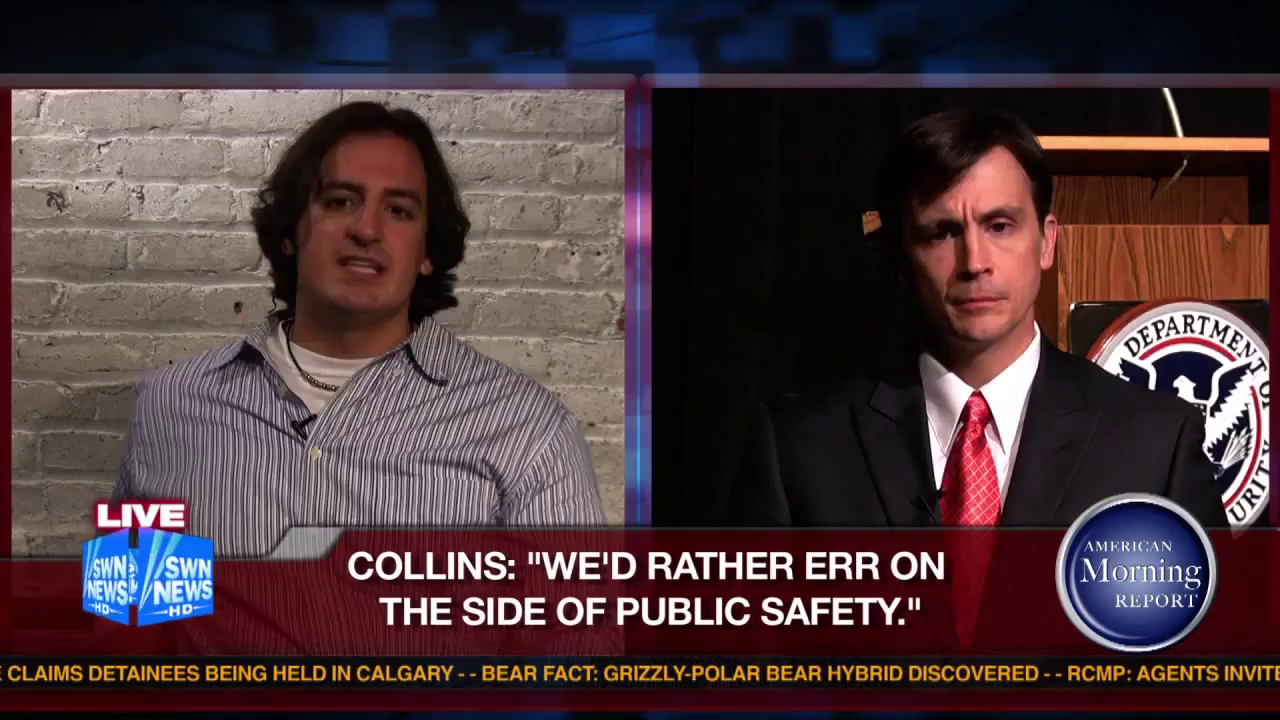 DEPARTMENT OF
URITY
LIVE
SWN
NEWS
HD
SWN
NEWS
HD
COLLINS: "WE'D RATHER ERR ON
THE SIDE OF PUBLIC SAFETY."
AMERICAN
Morning
REPORT
E CLAIMS DETAINEES BEING HELD IN CALGARY - - BEAR FACT: GRIZZLY-POLAR BEAR HYBRID DISCOVERED - - RCMP: AGENTS INVITE